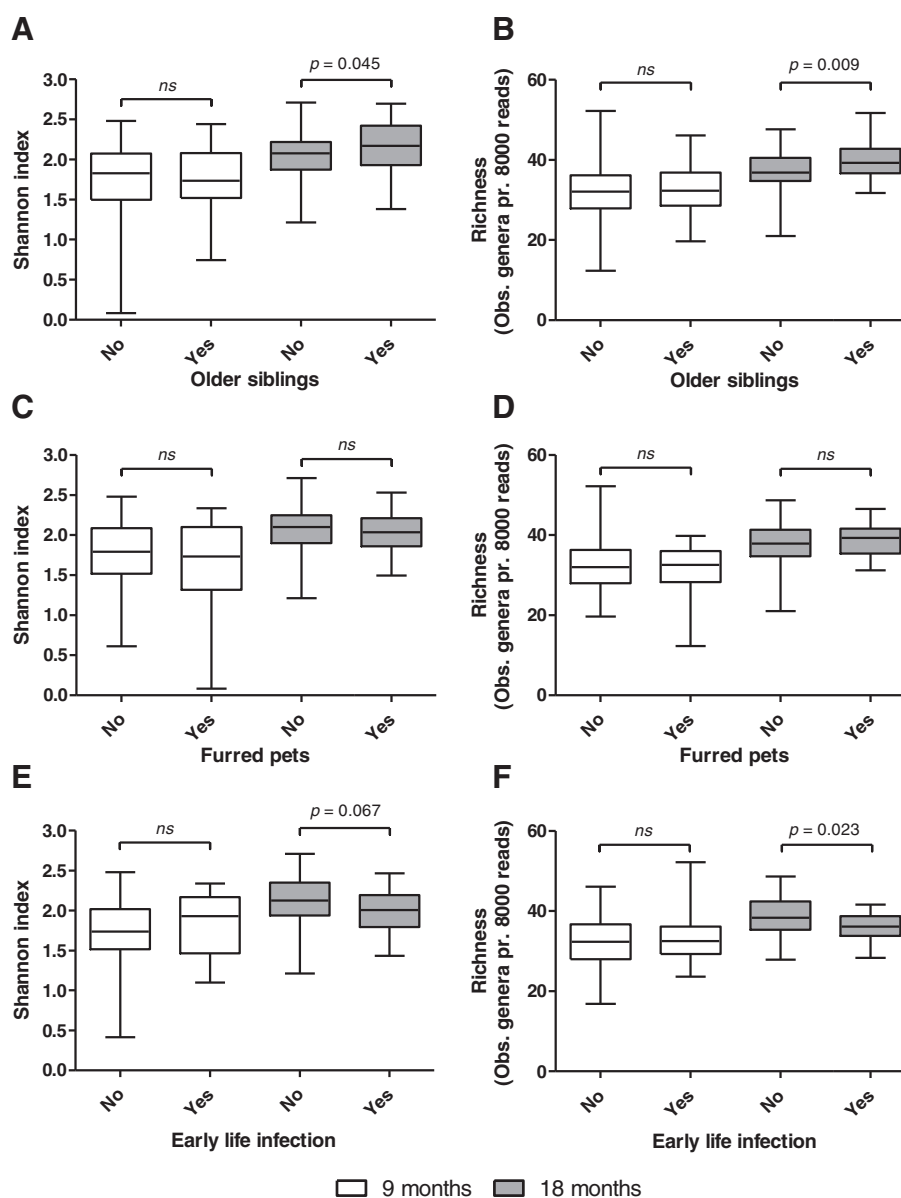 A
Shannon index
3.0
2.5
2.0
1.5
1.0
0.5
0.0
ns
p = 0.045
No
Yes
No
Yes
Older siblings
B
Richness
(Obs. genera pr. 8000 reads)
60
40
20
0
ns
p = 0.009
No
Yes
No
Yes
Older siblings
C
Shannon index
3.0
2.5
2.0
1.5
1.0
0.5
0.0
ns
ns
No
Yes
No
Yes
Furred pets
D
Richness
(Obs. genera pr. 8000 reads)
60
40
20
0
ns
ns
No
Yes
No
Yes
Furred pets
E
Shannon index
3.0
2.5
2.0
1.5
1.0
0.5
0.0
ns
p = 0.067
No
Yes
No
Yes
Early life infection
F
Richness
(Obs. genera pr. 8000 reads)
60
40
20
0
ns
p = 0.023
No
Yes
No
Yes
Early life infection
9 months
18 months